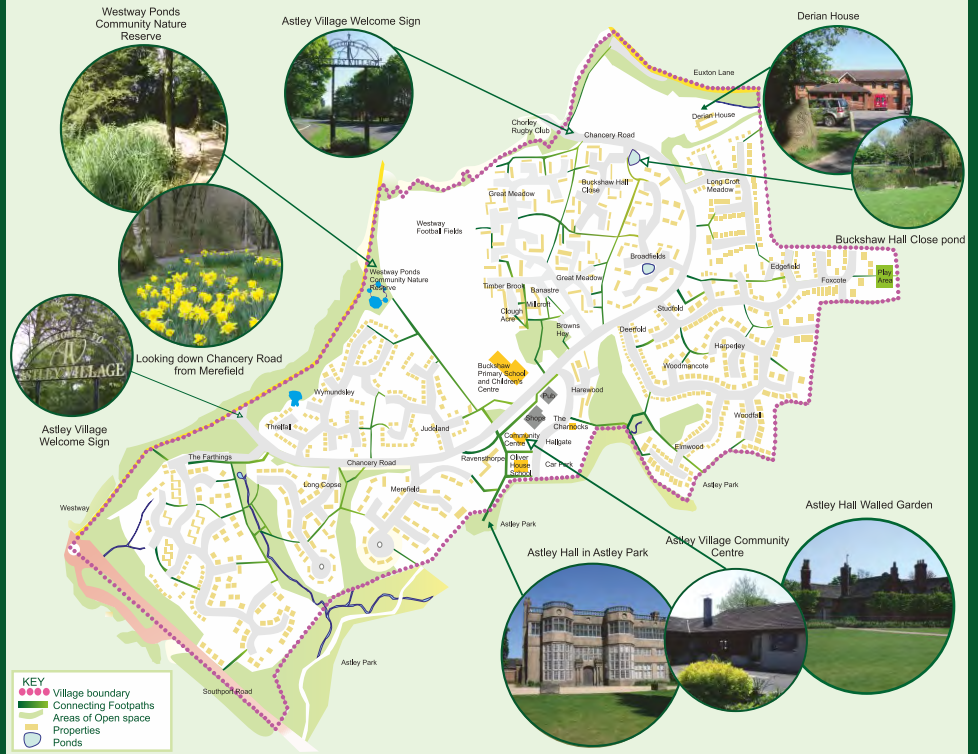 Westway Ponds
Community Nature
Reserve
Astley Village Welcome Sign
Derian House
Euxton Lane
Derian House
Chorley
Rugby Club
Chancery Road
Great Meadow
Buckshaw Hall
Close
Long Croft
Meadow
Westway
Football Fields
Buckshaw Hall Close pond
Broadfields
Edgefield
Foxcote
Play
Area
Westway Ponds
Community Nature
Reserve
Great Meadow
Timber Brook
Banastre
Millcroft
Clough
Acre
Studfold
Browns
Hey
Deerfold
Harperley
Woodmancote
Looking down Chancery Road
from Merefield
ASTLEY VILLAGE
Buckshaw
Primary School
and Children's
Centre
Wymundsley
Harewood
Pub
Shops
The
Charnocks
Woodfall
Threlfall
Judeland
Community
Centre
Hallgate
Elmwood
Astley Village
Welcome Sign
The Farthings
Chancery Road
Ravensthorpe
Oliver
House
School
Car Park
Long Copse
Merefield
Astley Park
Westway
Astley Park
Astley Hall Walled Garden
Astley Hall in Astley Park
Astley Village Community
Centre
Astley Park
Southport Road
KEY
Village boundary
Connecting Footpaths
Areas of Open space
Properties
Ponds